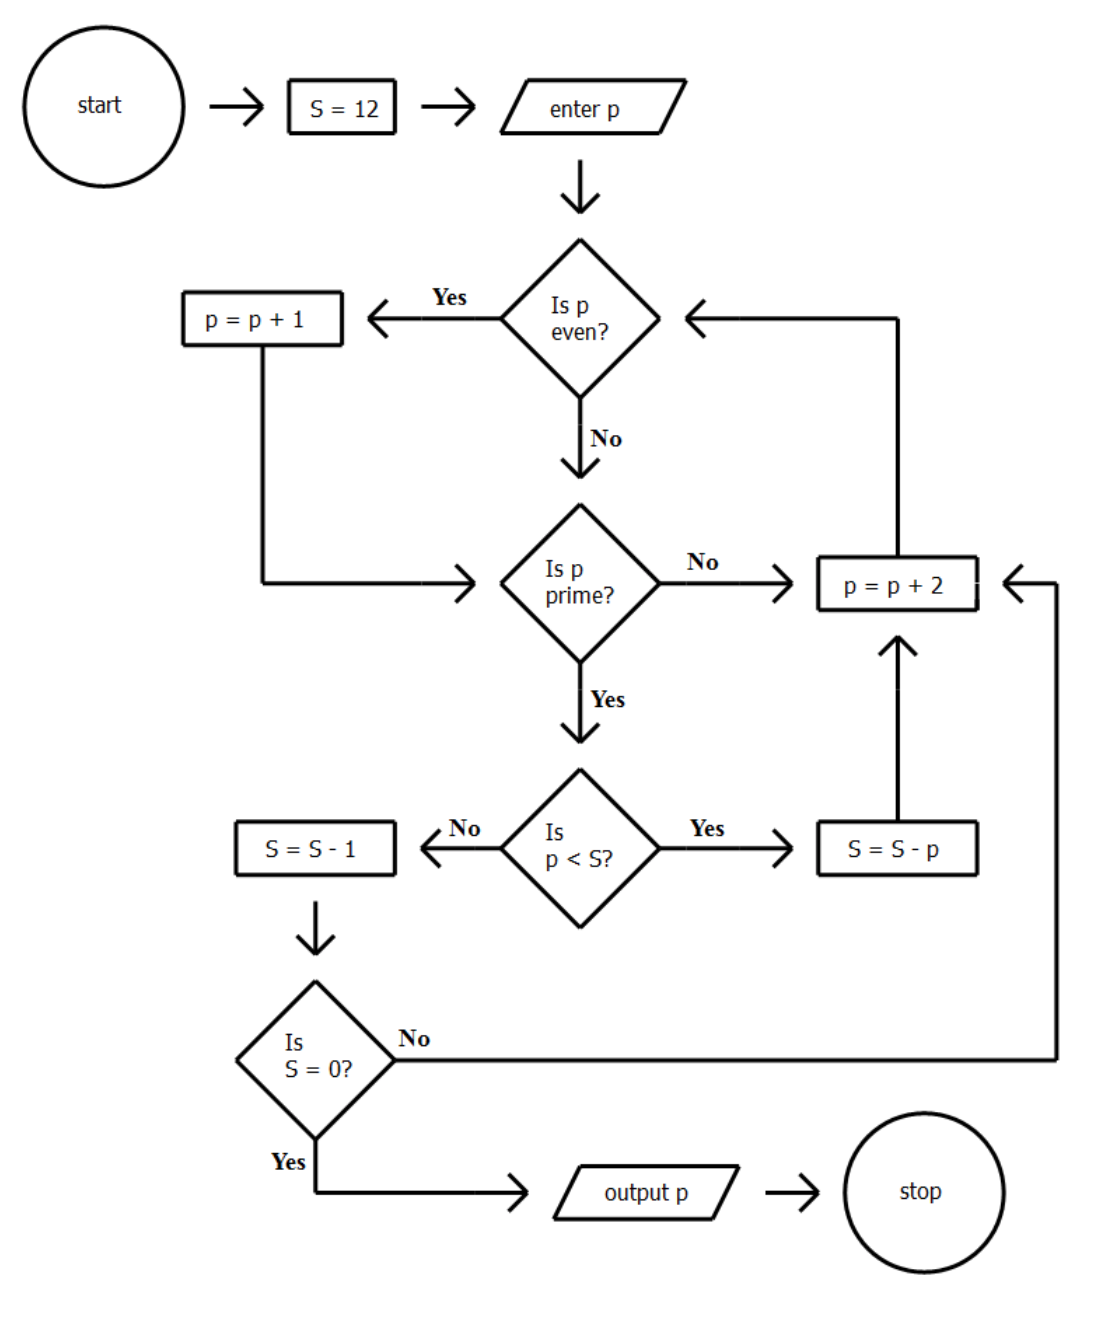 start
S = 12
enter p
Yes
p = p + 1
Is p
even?
No
Is p
prime?
No
p = p + 2
Yes
No
S = S - 1
Is
p < S?
Yes
S = S - p
Is
S = 0?
No
Yes
output p
stop